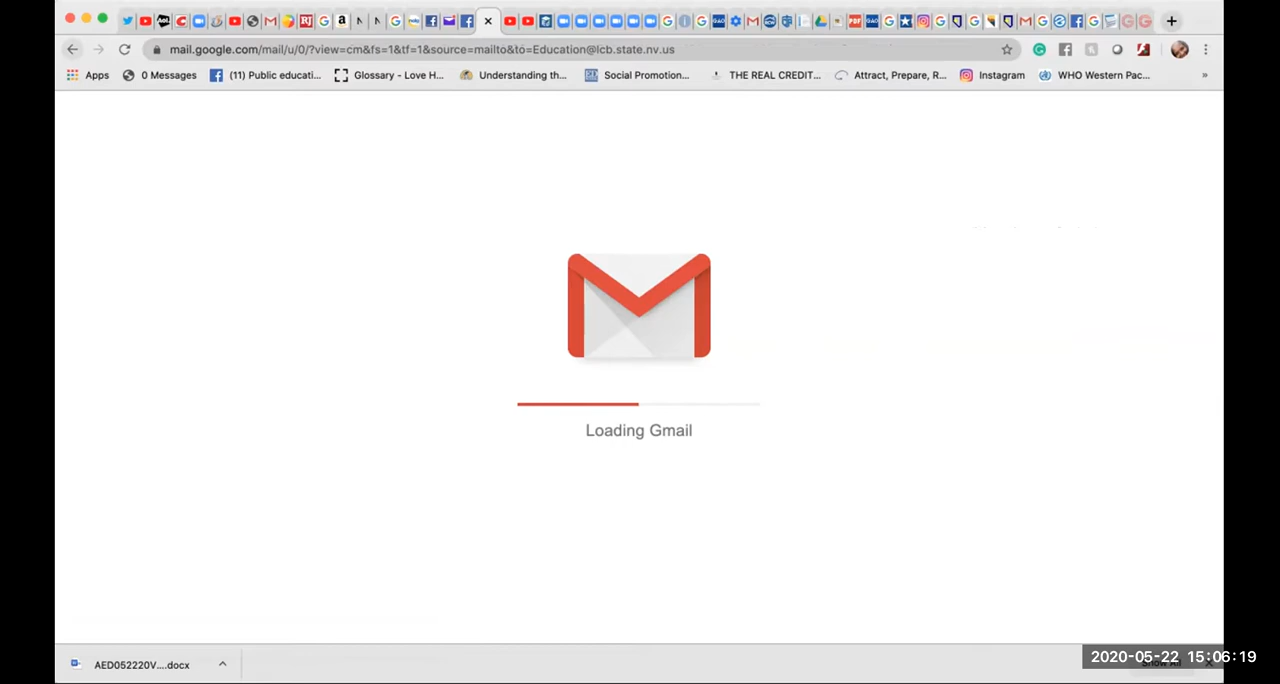 mail.google.com/mail/u/0/?view=cm&fs=1&tf=1&source=mailto&to=Education@lcb.state.nv.us
Apps 0 Messages (11) Public educati... Glossary - Love H... Understanding th... Social Promotion... THE REAL CREDIT... Attract, Prepare, R... Instagram WHO Western Pac... »
Loading Gmail
AED052220V....docx
2020-05-22 15:06:19
Show All